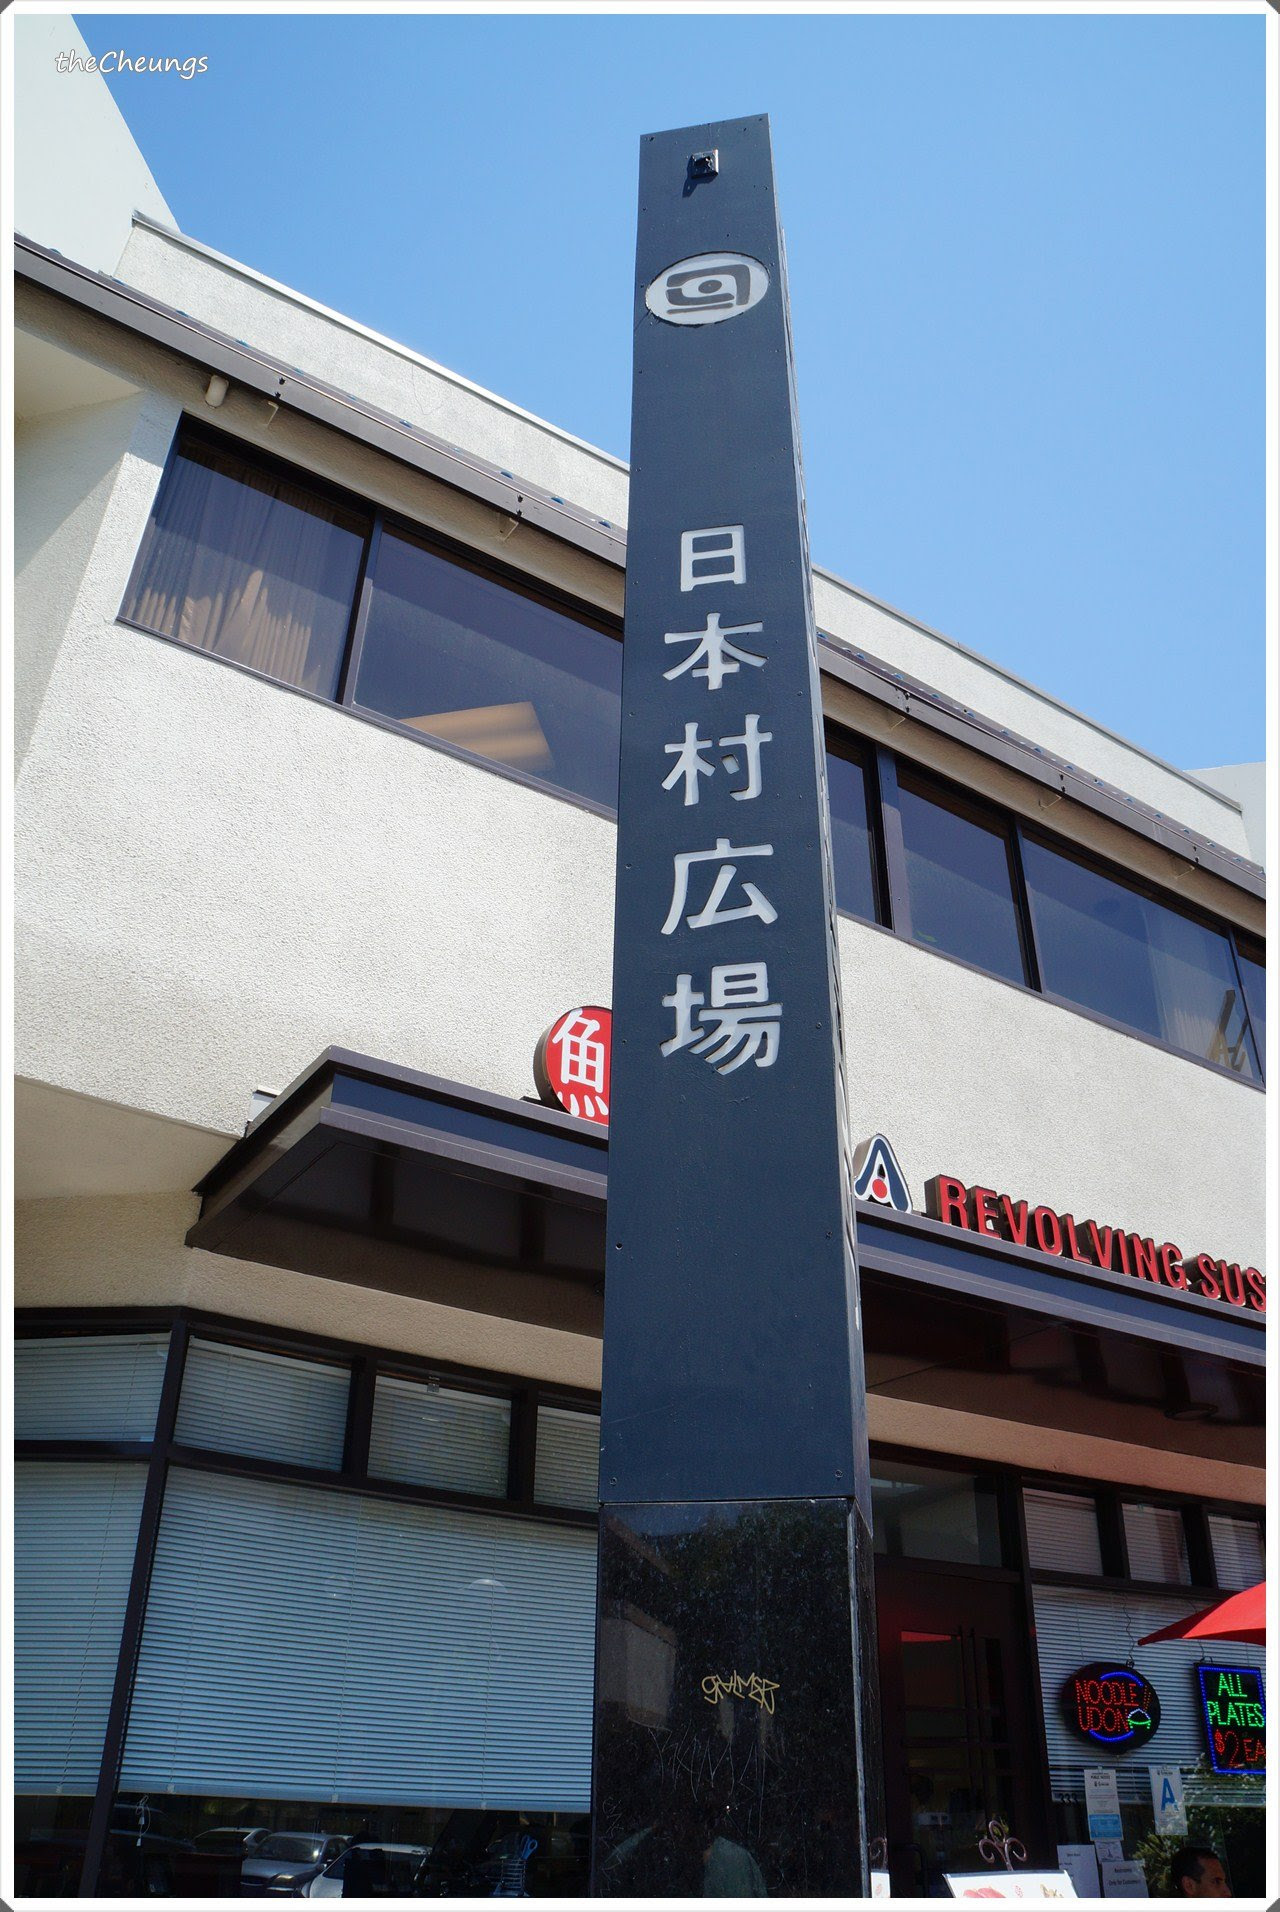 theCheungs
日本村広場
魚
A REVOLVING SUS
NOODLE
UDON
ALL
PLATES
$2 EA
A